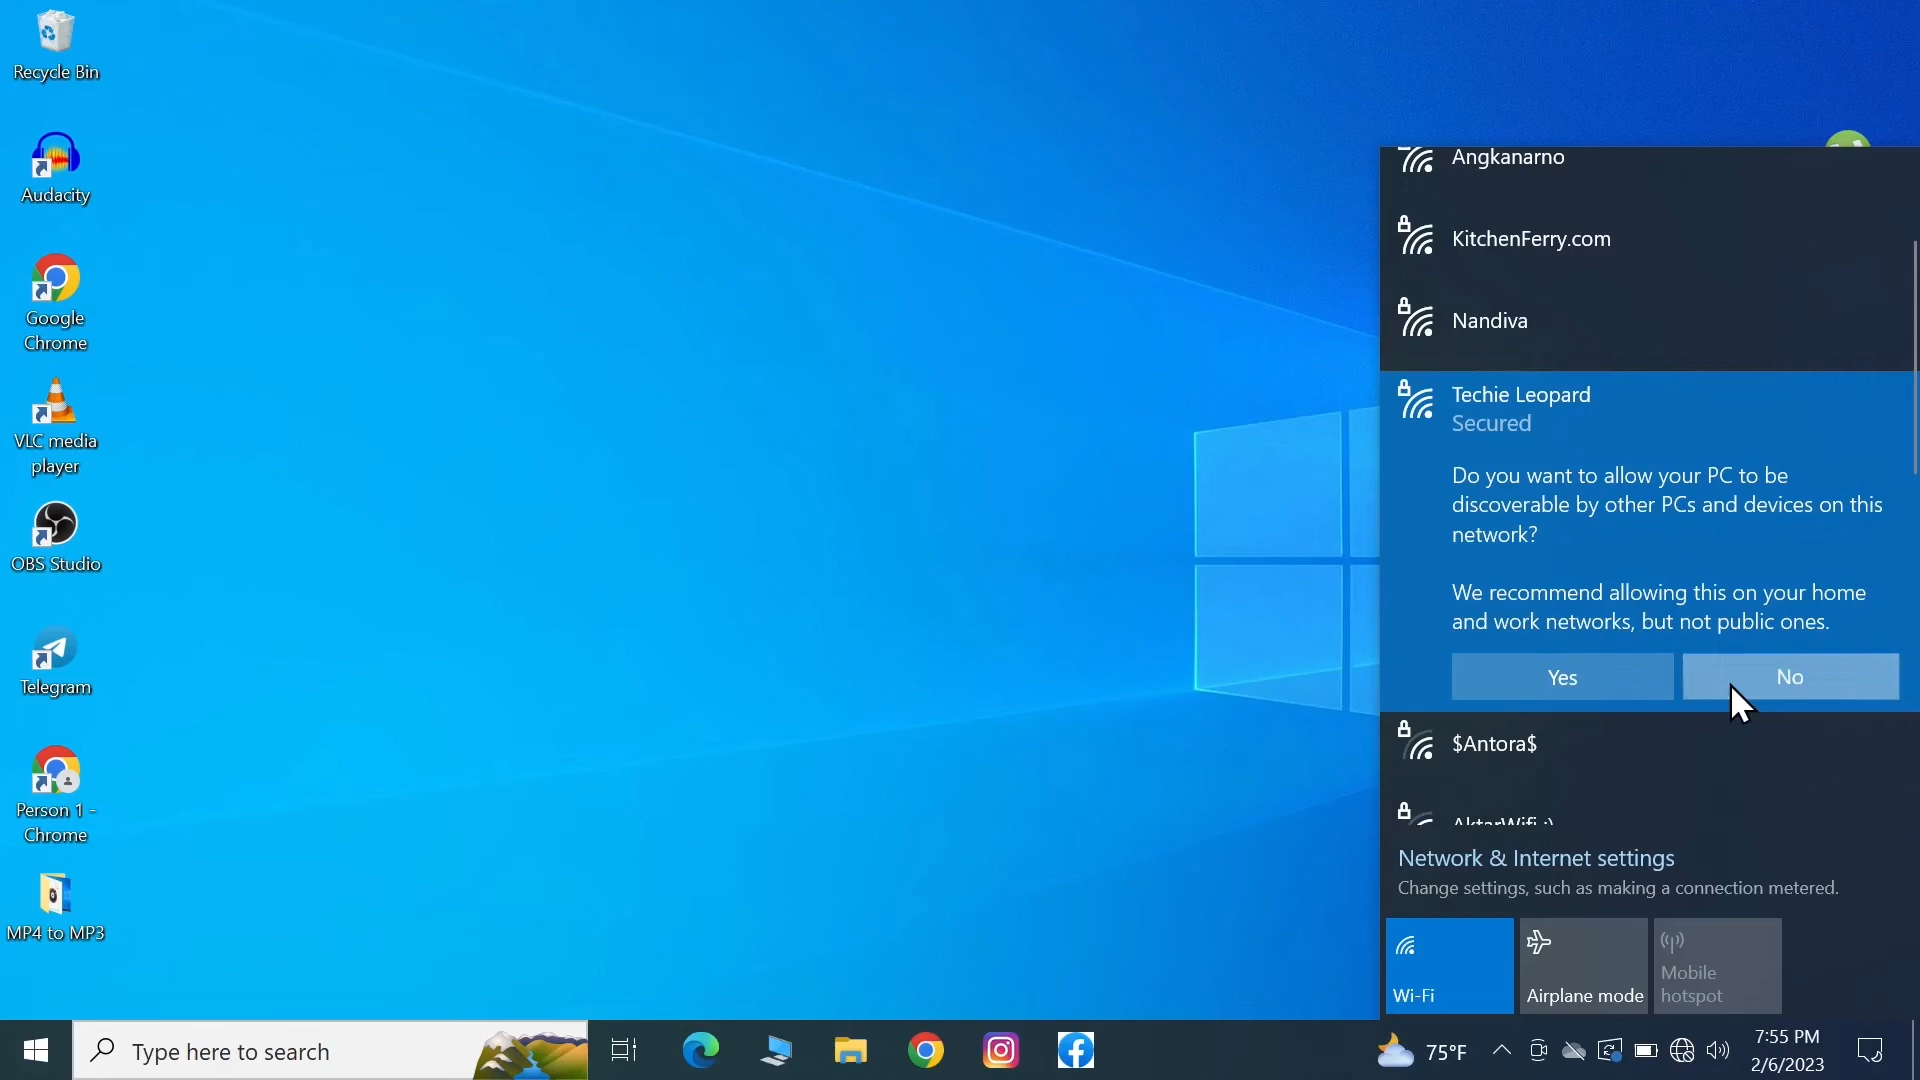 Recycle Bin
Audacity
Google
Chrome
VLC media
player
OBS Studio
Telegram
Person 1 -
Chrome
MP4 to MP3
Angkanarno
KitchenFerry.com
Nandiva
Techie Leopard
Secured
Do you want to allow your PC to be
discoverable by other PCs and devices on this
network?
We recommend allowing this on your home
and work networks, but not public ones.
Yes
No
$Antora$
AktarWifi :)
Network & Internet settings
Change settings, such as making a connection metered.
Wi-Fi
Airplane mode
Mobile
hotspot
Type here to search
75°F
7:55 PM
2/6/2023